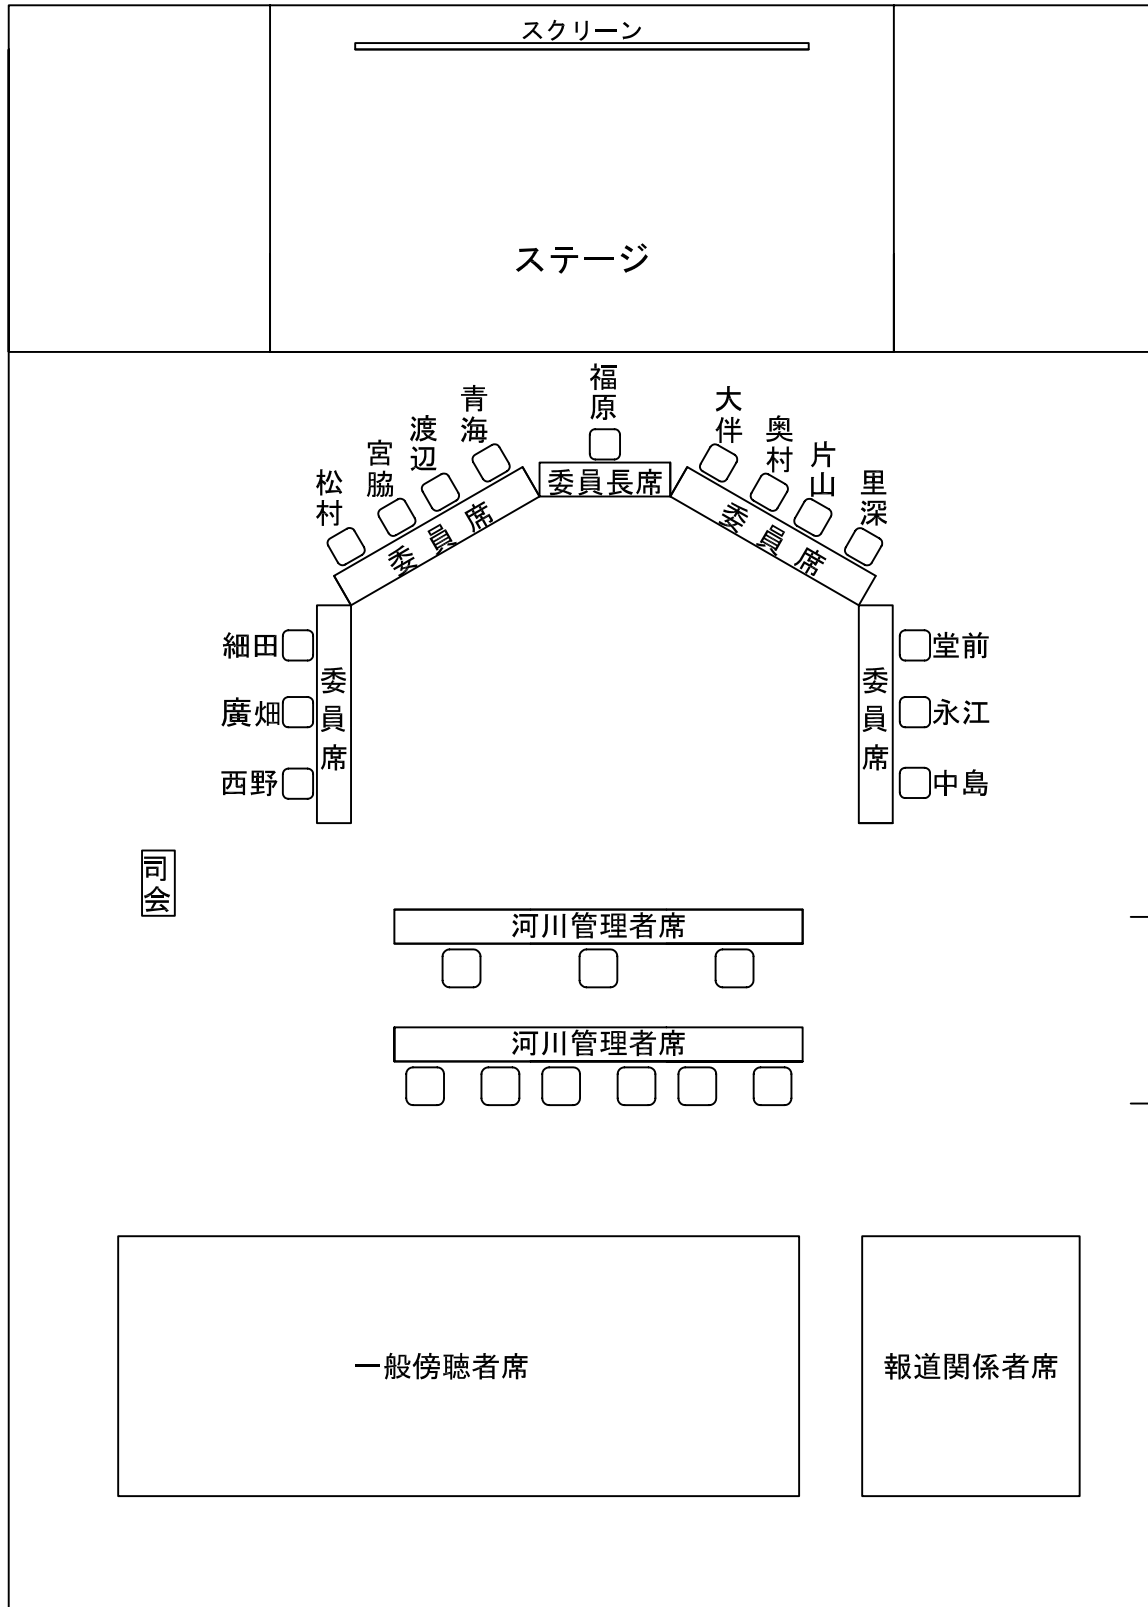 スクリーン
ステージ
福原
青海
渡辺
宮脇
松村
大伴
奥村
片山
里深
委員長席
委員席
委員席
細田
廣畑
西野
委員席
委員席
堂前
永江
中島
司会
河川管理者席
河川管理者席
一般傍聴者席
報道関係者席